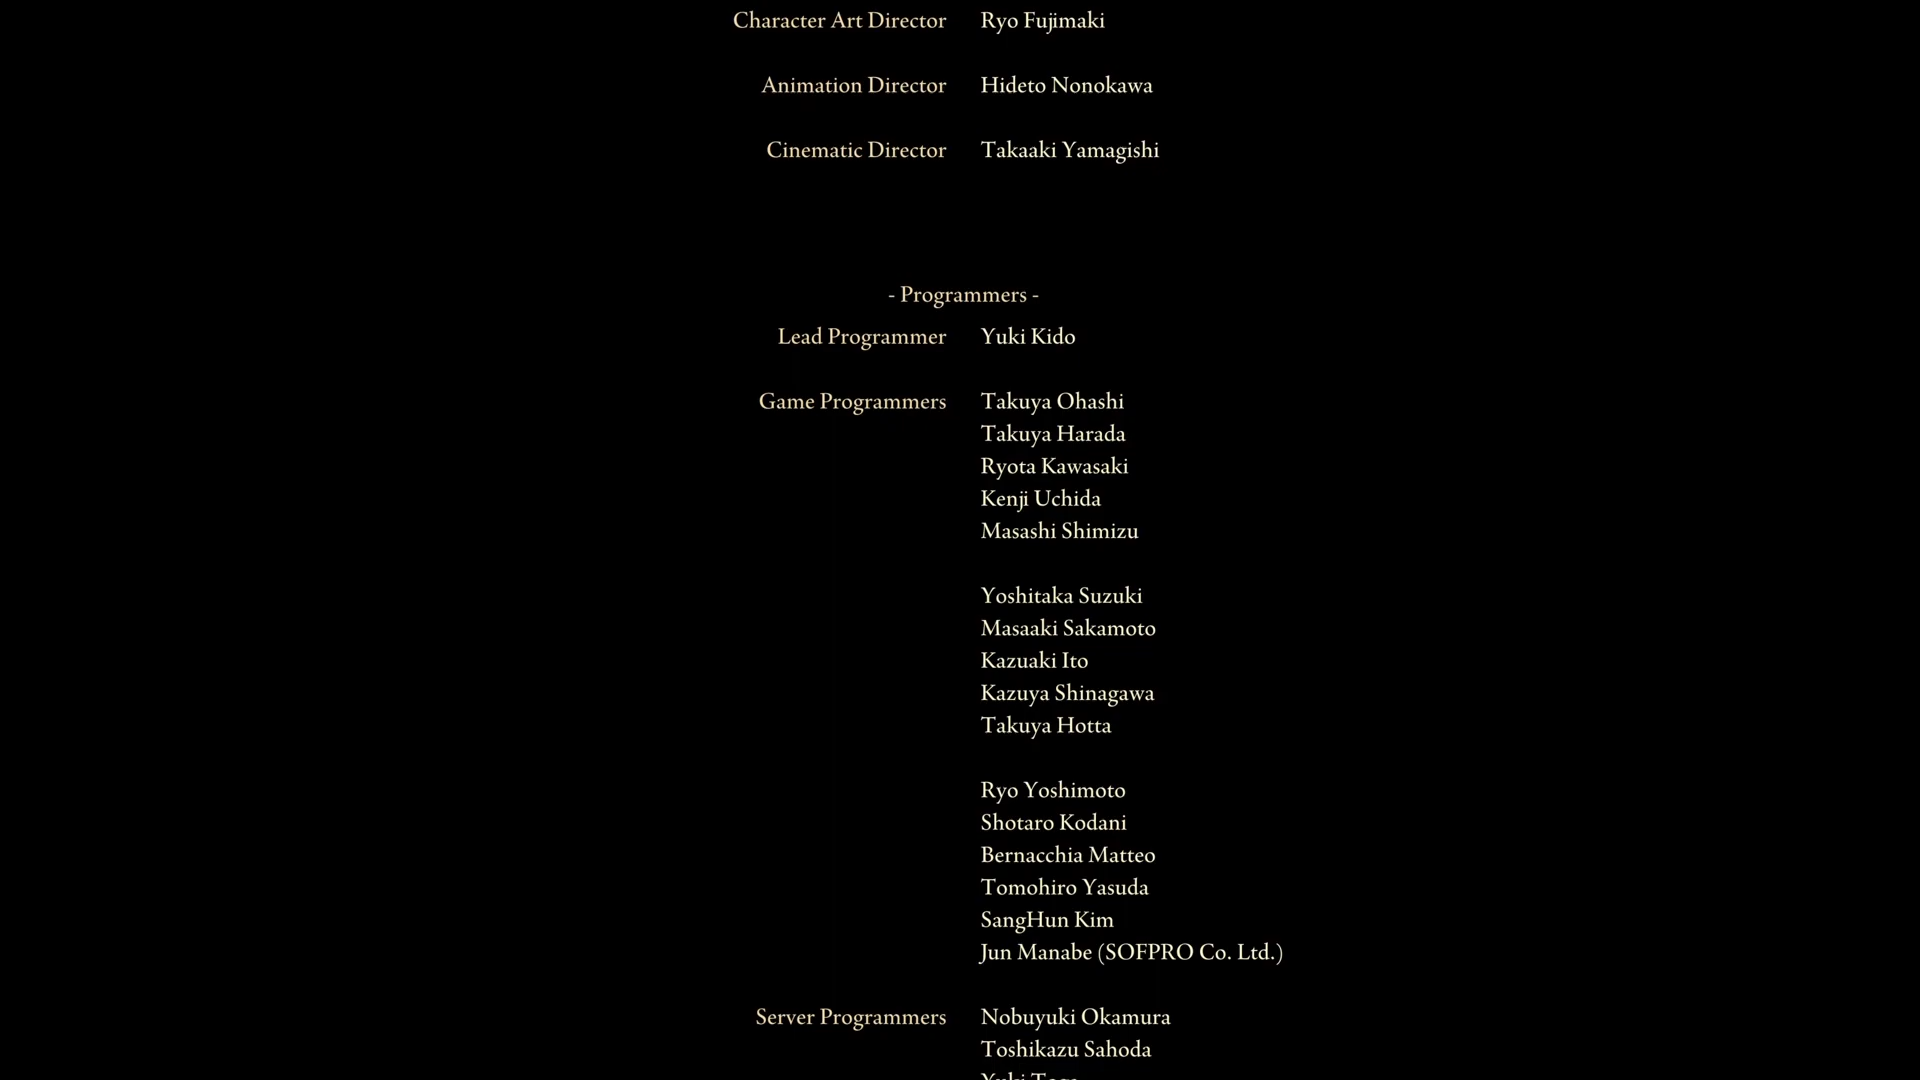 Character Art Director Ryo Fujimaki
Animation Director Hideto Nonokawa
Cinematic Director Takaaki Yamagishi
- Programmers -
Lead Programmer Yuki Kido
Game Programmers Takuya Ohashi
Takuya Harada
Ryota Kawasaki
Kenji Uchida
Masashi Shimizu
Yoshitaka Suzuki
Masaaki Sakamoto
Kazuaki Ito
Kazuya Shinagawa
Takuya Hotta
Ryo Yoshimoto
Shotaro Kodani
Bernacchia Matteo
Tomohiro Yasuda
SangHun Kim
Jun Manabe (SOFPRO Co. Ltd.)
Server Programmers Nobuyuki Okamura
Toshikazu Sahoda
Yuki